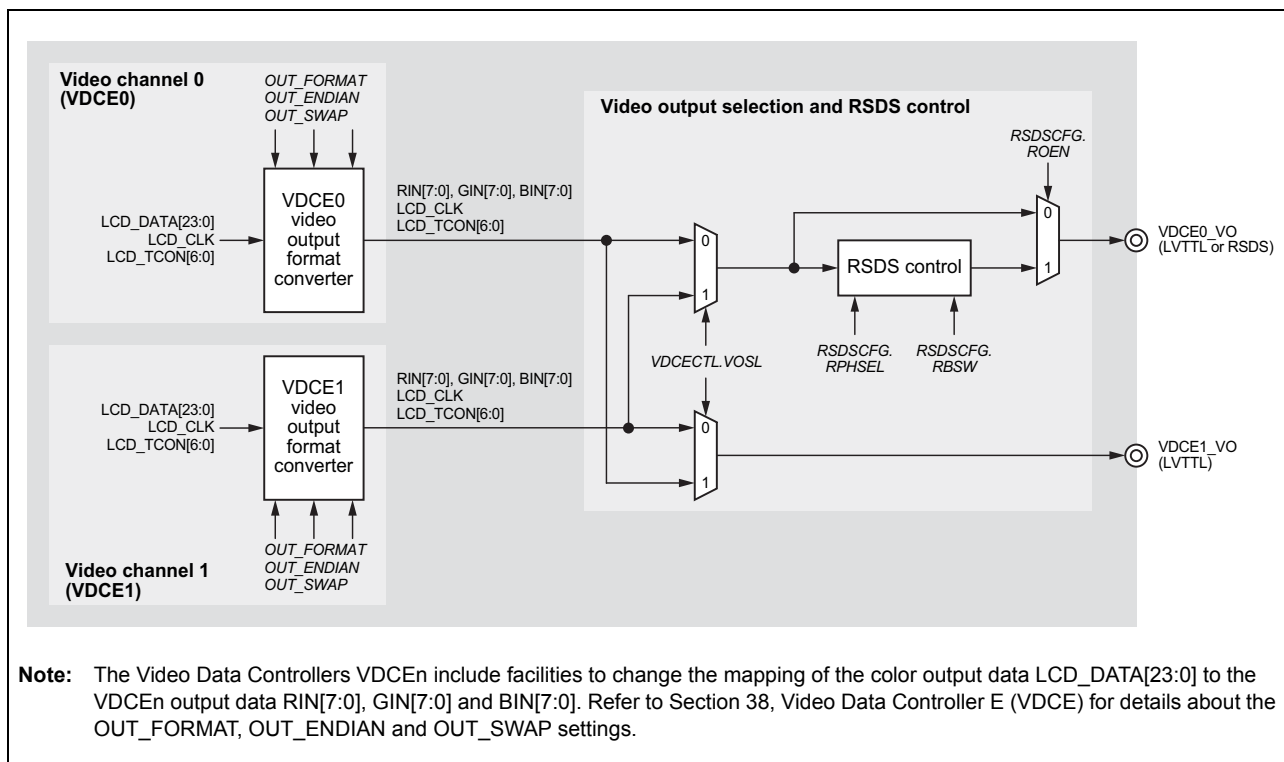 Video channel 0
(VDCE0)
OUT_FORMAT
OUT_ENDIAN
OUT_SWAP
LCD_DATA[23:0]
LCD_CLK
LCD_TCON[6:0]
VDCE0
video
output
format
converter
RIN[7:0], GIN[7:0], BIN[7:0]
LCD_CLK
LCD_TCON[6:0]
Video output selection and RSDS control
RSDSCFG.
ROEN
0
1
0
1
RSDS control
VDCE0_VO
(LVTTL or RSDS)
VDCECTL.VOSL
RSDSCFG.
RPHSEL
RSDSCFG.
RBSW
LCD_DATA[23:0]
LCD_CLK
LCD_TCON[6:0]
VDCE1
video
output
format
converter
RIN[7:0], GIN[7:0], BIN[7:0]
LCD_CLK
LCD_TCON[6:0]
0
1
VDCE1_VO
(LVTTL)
OUT_FORMAT
OUT_ENDIAN
OUT_SWAP
Video channel 1
(VDCE1)
Note: The Video Data Controllers VDCEn include facilities to change the mapping of the color output data LCD_DATA[23:0] to the
VDCEn output data RIN[7:0], GIN[7:0] and BIN[7:0]. Refer to Section 38, Video Data Controller E (VDCE) for details about the
OUT_FORMAT, OUT_ENDIAN and OUT_SWAP settings.